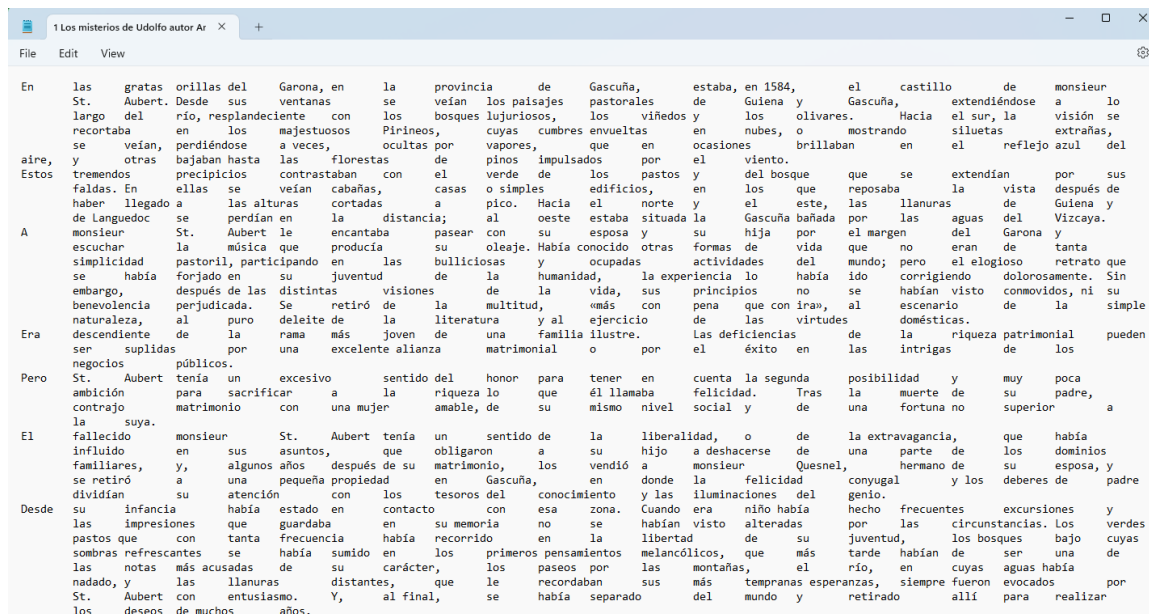 1 Los misterios de Udolfo autor Ar
File Edit View
En las gratas orillas del Garona, en la provincia de Gascuña, estaba, en 1584, el castillo de monsieur
St. Aubert. Desde sus ventanas se veían los paisajes pastorales de Guiena y Gascuña, extendiéndose a lo
largo del río, resplandeciente con los bosques lujuriosos, los viñedos y los olivares. Hacia el sur, la visión se
recortaba en los majestuosos Pirineos, cuyas cumbres envueltas en nubes, o mostrando siluetas extrañas,
se veían, perdiéndose a veces, ocultas por vapores, que en ocasiones brillaban en el reflejo azul del
aire, y otras bajaban hasta las florestas de pinos impulsados por el viento.
Estos tremendos precipicios contrastaban con el verde de los pastos y del bosque que se extendían por sus
faldas. En ellas se veían cabañas, casas o simples edificios, en los que reposaba la vista después de
haber llegado a las alturas cortadas a pico. Hacia el norte y el este, las llanuras de Guiena y
de Languedoc se perdían en la distancia; al oeste estaba situada la Gascuña bañada por las aguas del Vizcaya.
A monsieur St. Aubert le encantaba pasear con su esposa y su hija por el margen del Garona y
escuchar la música que producía su oleaje. Había conocido otras formas de vida que no eran de tanta
simplicidad pastoril, participando en las bulliciosas y ocupadas actividades del mundo; pero el elogioso retrato que
se había forjado en su juventud de la humanidad, la experiencia lo había ido corrigiendo dolorosamente. Sin
embargo, después de las distintas visiones de la vida, sus principios no se habían visto conmovidos, ni su
benevolencia perjudicada. Se retiró de la multitud, «más con pena que con ira», al escenario de la simple
naturaleza, al puro deleite de la literatura y al ejercicio de las virtudes domésticas.
Era descendiente de la rama más joven de una familia ilustre. Las deficiencias de la riqueza patrimonial pueden
ser suplidas por una excelente alianza matrimonial o por el éxito en las intrigas de los
negocios públicos.
Pero St. Aubert tenía un excesivo sentido del honor para tener en cuenta la segunda posibilidad y muy poca
ambición para sacrificar a la riqueza lo que él llamaba felicidad. Tras la muerte de su padre,
contrajo matrimonio con una mujer amable, de su mismo nivel social y de una fortuna no superior a
la suya.
El fallecido monsieur St. Aubert tenía un sentido de la liberalidad, o de la extravagancia, que había
influido en sus asuntos, que obligaron a su hijo a deshacerse de una parte de los dominios
familiares, y, algunos años después de su matrimonio, los vendió a monsieur Quesnel, hermano de su esposa, y
se retiró a una pequeña propiedad en Gascuña, en donde la felicidad conyugal y los deberes de padre
dividían su atención con los tesoros del conocimiento y las iluminaciones del genio.
Desde su infancia había estado en contacto con esa zona. Cuando era niño había hecho frecuentes excursiones y
las impresiones que guardaba en su memoria no se habían visto alteradas por las circunstancias. Los verdes
pastos que con tanta frecuencia había recorrido en la libertad de su juventud, los bosques bajo cuyas
sombras refrescantes se había sumido en los primeros pensamientos melancólicos, que más tarde habían de ser una de
las notas más acusadas de su carácter, los paseos por las montañas, el río, en cuyas aguas había
nadado, y las llanuras distantes, que le recordaban sus más tempranas esperanzas, siempre fueron evocados por
St. Aubert con entusiasmo. Y, al final, se había separado del mundo y retirado allí para realizar
los deseos de muchos años.